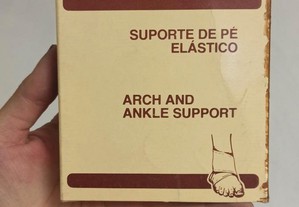 SUPORTE DE PÉ
ELÁSTICO
ARCH AND
ANKLE SUPPORT